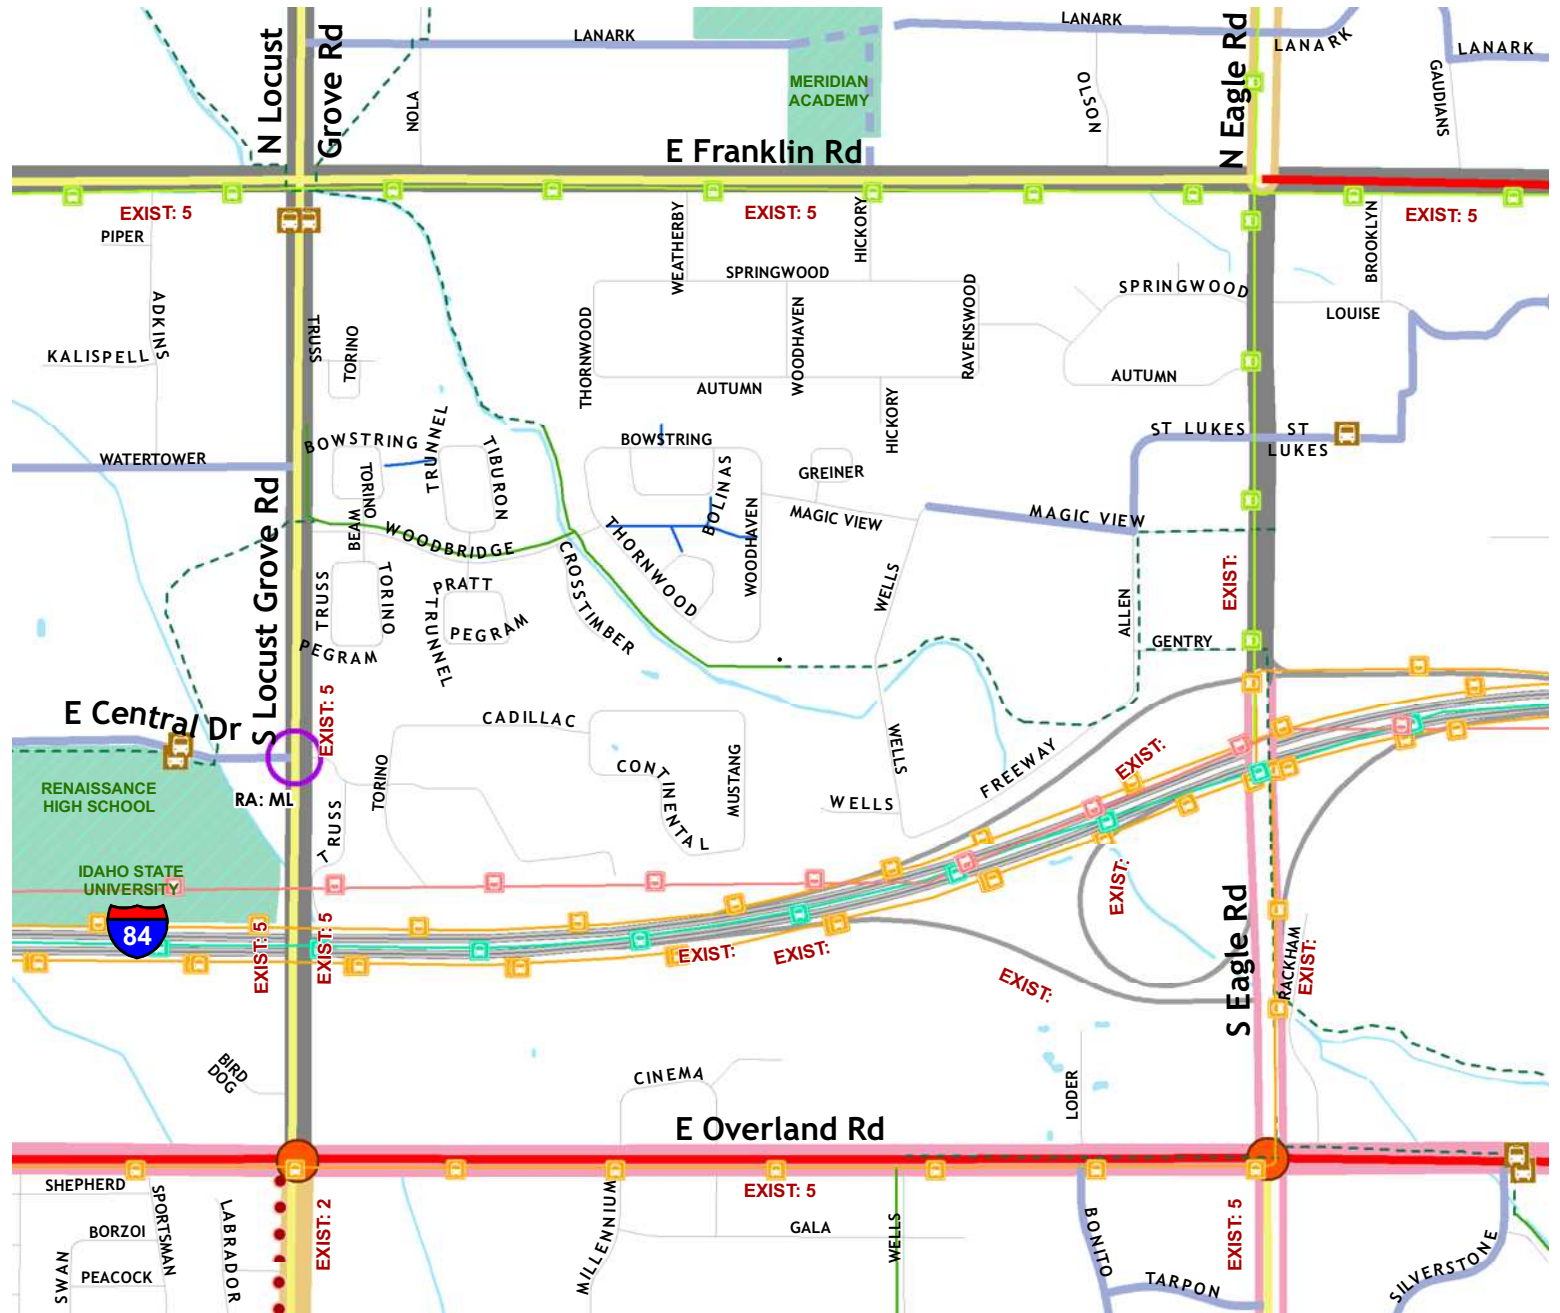 N Locust
Grove Rd
LANARK
LANARK
N Eagle Rd
LANARK
LANARK
NOLA
MERIDIAN
ACADEMY
OLSON
GAUDIANS
E Franklin Rd
EXIST: 5
EXIST: 5
EXIST: 5
PIPER
WEATHERBY
HICKORY
BROOKLYN
SPRINGWOOD
SPRINGWOOD
ADKINS
TRUSS
TORINO
THORNWOOD
WOODHAVEN
RAVENSWOOD
LOUISE
KALISPELL
AUTUMN
AUTUMN
HICKORY
BOWSTRING
TRUNNEL
TIBURON
BOWSTRING
ST LUKES
ST
LUKES
WATERTOWER
TORINO
BOLINAS
GREINER
S Locust Grove Rd
BEAM
WOODBRIDGE
THORNWOOD
WOODHAVEN
MAGIC VIEW
MAGIC VIEW
CROSSTIMBER
WELLS
EXIST:
TRUSS
TORINO
PRATT
TRUNNEL
PEGRAM
ALLEN
GENTRY
PEGRAM
E Central Dr
EXIST: 5
CADILLAC
WELLS
FREEWAY
EXIST:
TORINO
CONTINENTAL
MUSTANG
WELLS
RENAISSANCE
HIGH SCHOOL
RA: ML
TRUSS
IDAHO STATE
UNIVERSITY
84
EXIST: 5
EXIST: 5
EXIST:
EXIST:
EXIST:
EXIST:
S Eagle Rd
RACKHAM
EXIST:
BIRD
DOG
CINEMA
LODER
E Overland Rd
SHEPHERD
SPORTSMAN
LABRADOR
EXIST: 2
MILLENNIUM
EXIST: 5
WELLS
BONITO
EXIST: 5
BORZOI
SWAN
PEACOCK
GALA
TARPON
SILVERSTONE